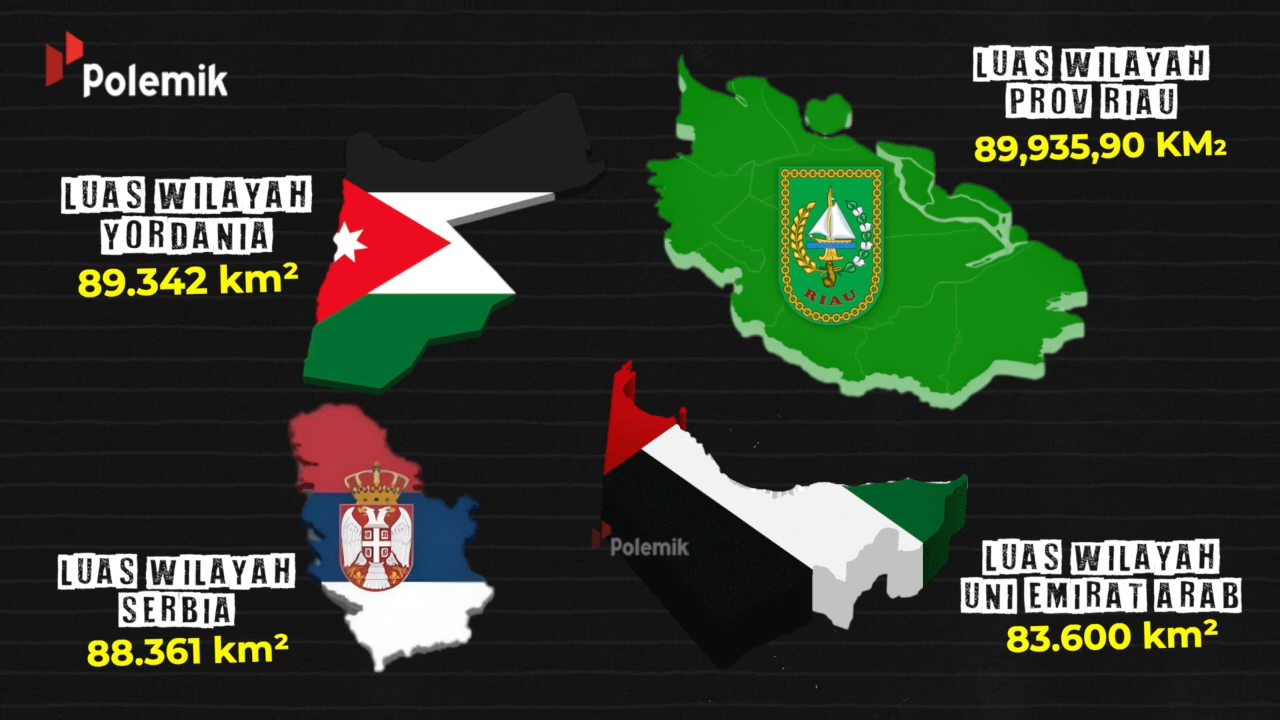 Polemik
LUAS WILAYAH
YORDANIA
89.342 km²
LUAS WILAYAH
PROV RIAU
89,935,90 KM2
RIAU
LUAS WILAYAH
SERBIA
88.361 km²
Polemik
LUAS WILAYAH
UNI EMIRAT ARAB
83.600 km²